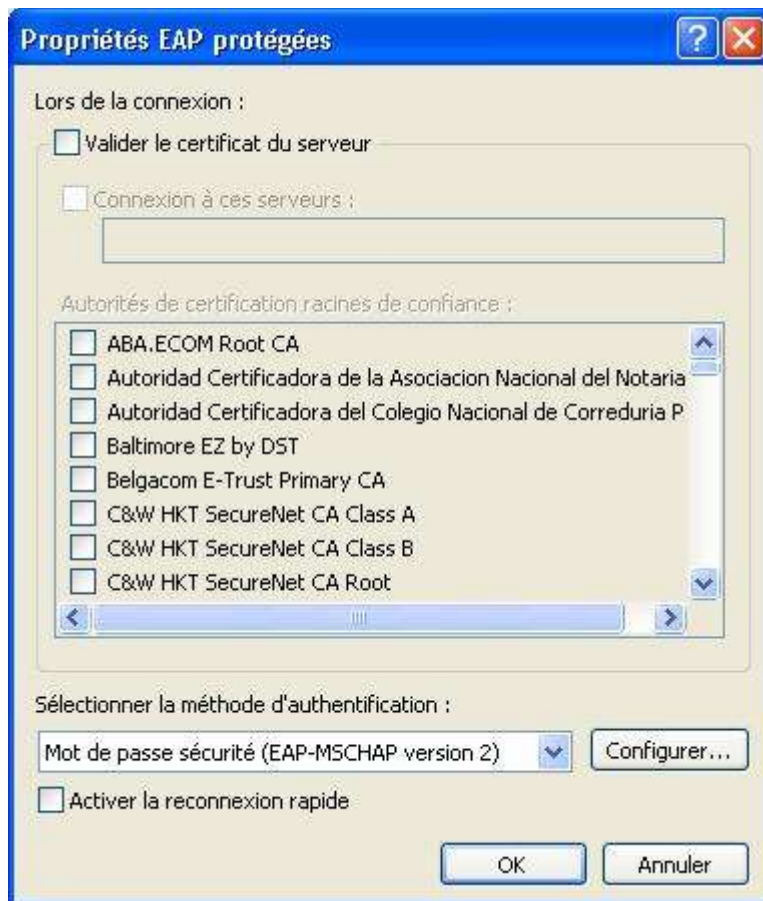 Propriétés EAP protégées
Lors de la connexion :
Valider le certificat du serveur
Connexion à ces serveurs :
Autorités de certification racines de confiance :
ABA.ECOM Root CA
Autoridad Certificadora de la Asociacion Nacional del Notaria
Autoridad Certificadora del Colegio Nacional de Correduria P
Baltimore EZ by DST
Belgacom E-Trust Primary CA
C&W HKT SecureNet CA Class A
C&W HKT SecureNet CA Class B
C&W HKT SecureNet CA Root
Sélectionner la méthode d'authentification :
Mot de passe sécurité (EAP-MSCHAP version 2) Configurer...
Activer la reconnexion rapide
OK Annuler